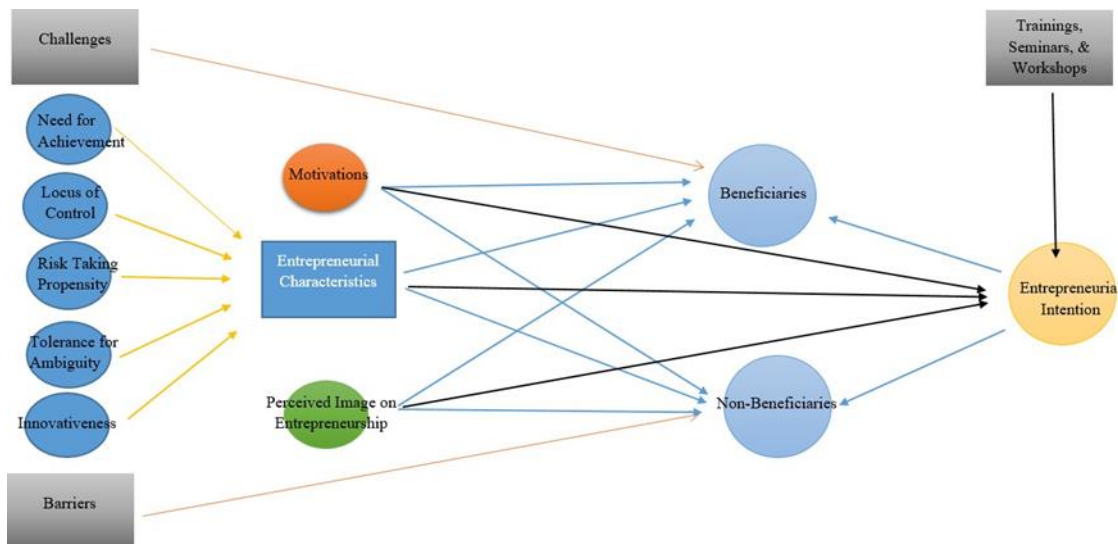 Challenges
Trainings,
Seminars, &
Workshops
Need for
Achievement
Locus of
Control
Risk Taking
Propensity
Tolerance for
Ambiguity
Innovativeness
Barriers
Motivations
Entrepreneurial
Characteristics
Perceived Image on
Entrepreneurship
Beneficiaries
Non-Beneficiaries
Entrepreneuria
Intention